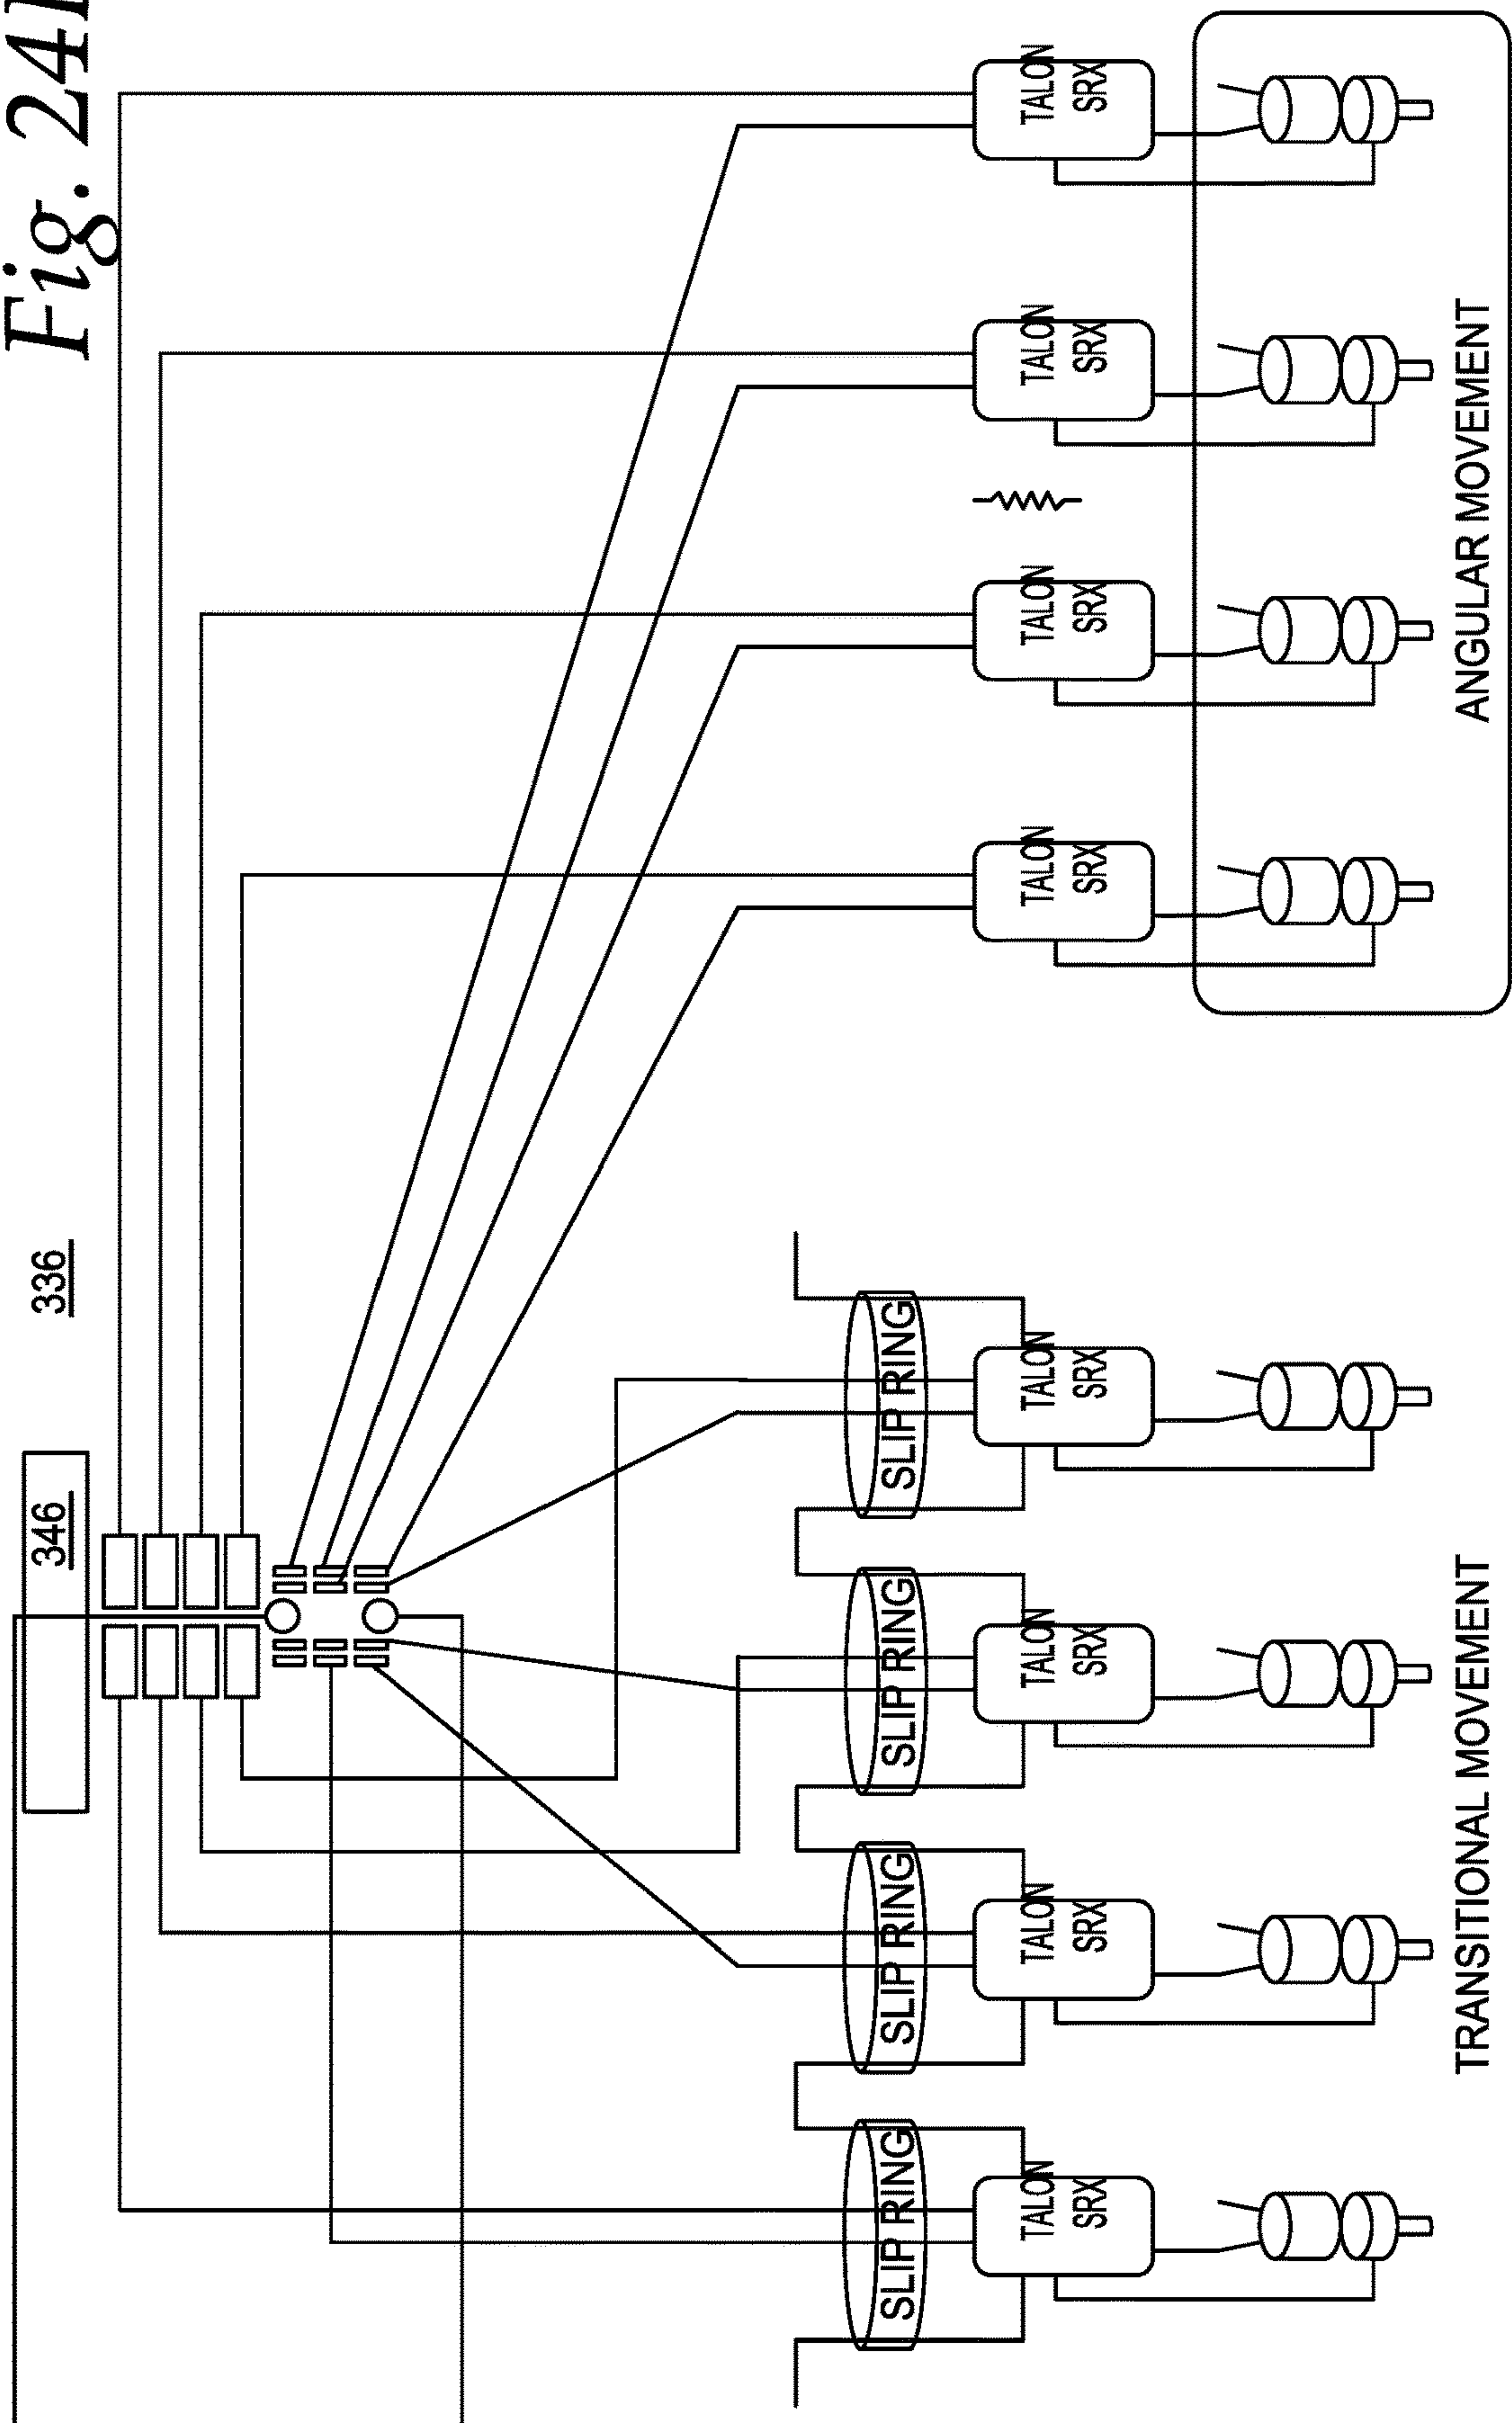 346
336
Fig. 24
SLIP RING
SLIP RING
SLIP RING
SLIP RING
TALON
SRX
TALON
SRX
TALON
SRX
TALON
SRX
TALON
SRX
TALON
SRX
TALON
SRX
TALON
SRX
TRANSITIONAL MOVEMENT
ANGULAR MOVEMENT